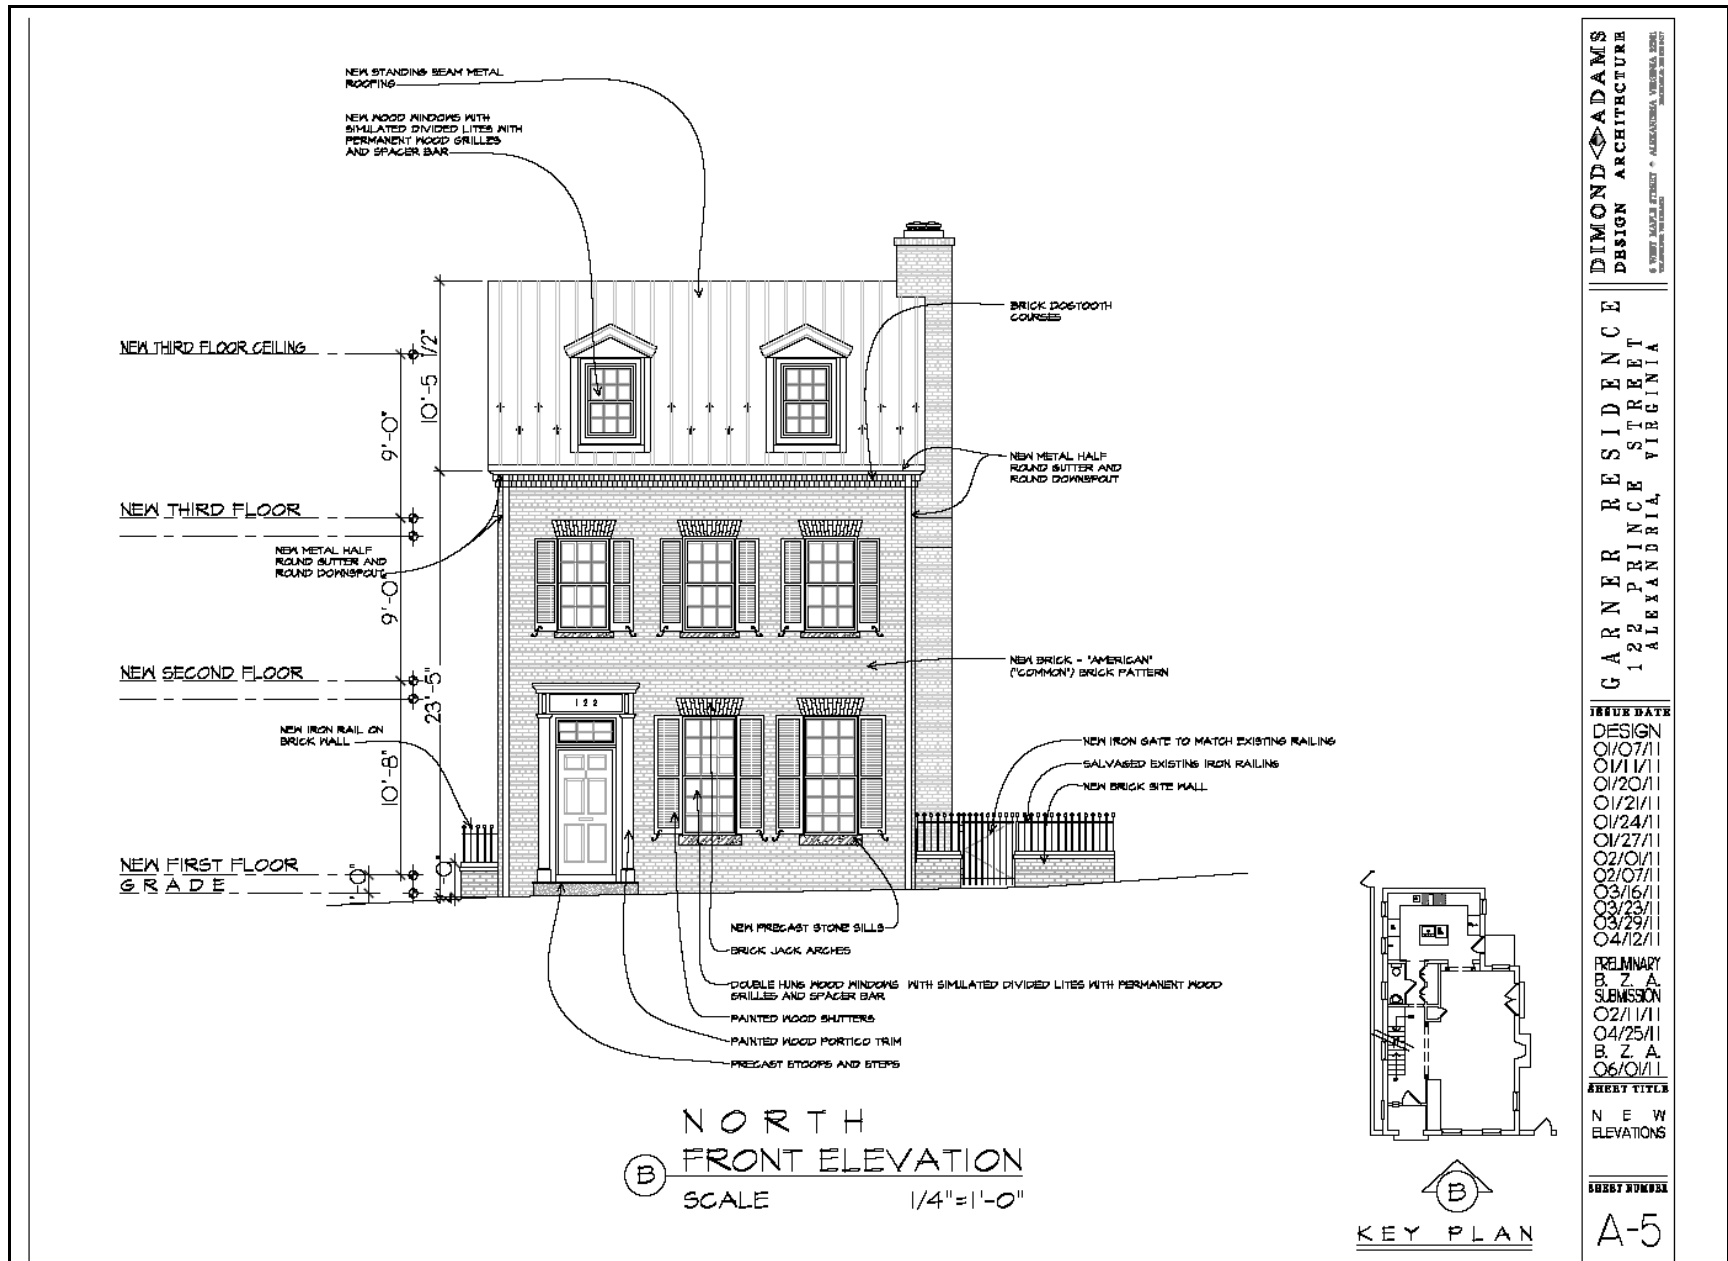 NEW STANDING SEAM METAL
ROOFING
NEW WOOD WINDOWS WITH
SIMULATED DIVIDED LITES WITH
PERMANENT WOOD GRILLES
AND SPACER BAR
BRICK DOGTOOTH
COURSES
NEW THIRD FLOOR CEILING
10'-5 1/2"
9'-0"
NEW METAL HALF
ROUND GUTTER AND
ROUND DOWNSPOUT
NEW THIRD FLOOR
NEW METAL HALF
ROUND GUTTER AND
ROUND DOWNSPOUT
9'-0"
NEW BRICK - "AMERICAN"
("COMMON") BRICK PATTERN
NEW SECOND FLOOR
23'-5"
122
NEW IRON RAIL ON
BRICK WALL
10'-8"
NEW IRON GATE TO MATCH EXISTING RAILING
SALVAGED EXISTING IRON RAILING
NEW BRICK SITE WALL
NEW FIRST FLOOR
GRADE
NEW PRECAST STONE SILLS
BRICK JACK ARCHES
DOUBLE HUNG WOOD WINDOWS WITH SIMULATED DIVIDED LITES WITH PERMANENT WOOD
GRILLES AND SPACER BAR
PAINTED WOOD SHUTTERS
PAINTED WOOD PORTICO TRIM
PRECAST STOOPS AND STEPS
NORTH
B FRONT ELEVATION
SCALE 1/4"=1'-0"
B
KEY PLAN
DIMOND ADAMS
DESIGN ARCHITECTURE
GARNER RESIDENCE
122 PRINCE STREET
ALEXANDRIA, VIRGINIA
ISSUE DATE
DESIGN
01/07/11
01/11/11
01/20/11
01/21/11
01/24/11
01/27/11
02/01/11
02/07/11
03/16/11
03/23/11
03/29/11
04/12/11
PRELIMINARY
B. Z. A.
SUBMISSION
02/11/11
04/25/11
B. Z. A.
06/01/11
SHEET TITLE
NEW
ELEVATIONS
SHEET NUMBER
A-5